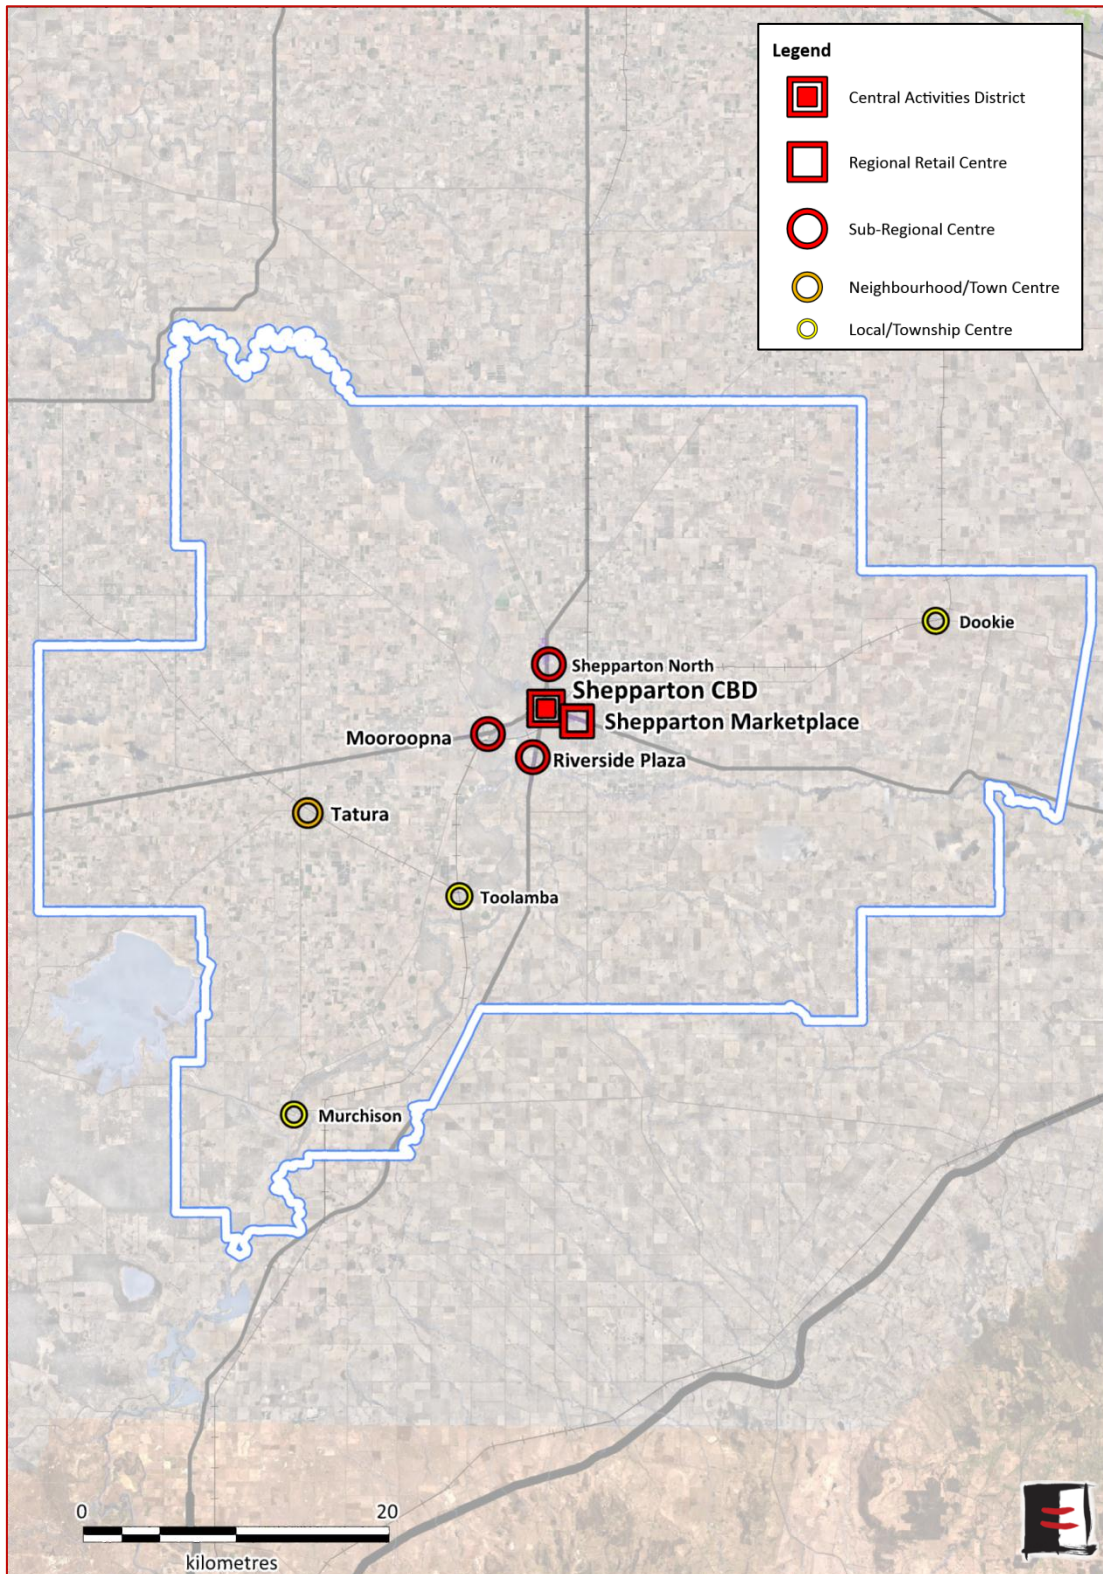 Legend
Central Activities District
Regional Retail Centre
Sub-Regional Centre
Neighbourhood/Town Centre
Local/Township Centre
Dookie
Shepparton North
Shepparton CBD
Shepparton Marketplace
Mooroopna
Riverside Plaza
Tatura
Toolamba
Murchison
0 20
kilometres